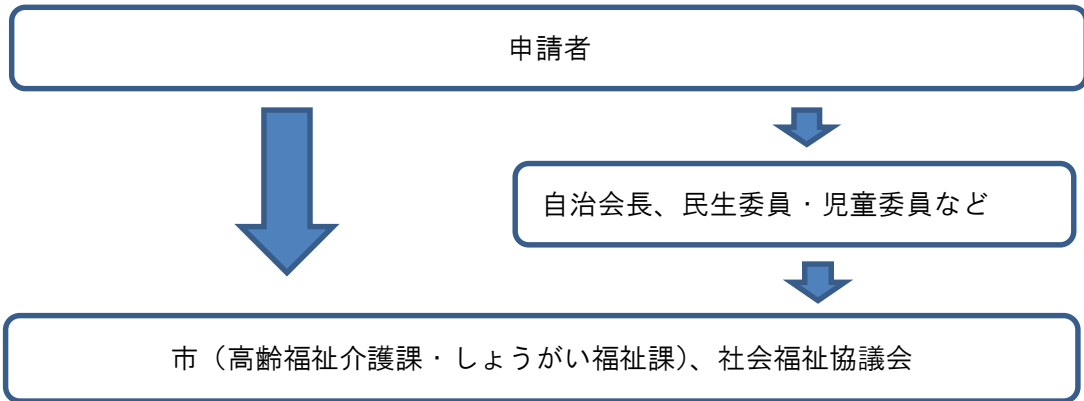 申請者
自治会長、民生委員・児童委員など
市（高齢福祉介護課・しょうがい福祉課）、社会福祉協議会